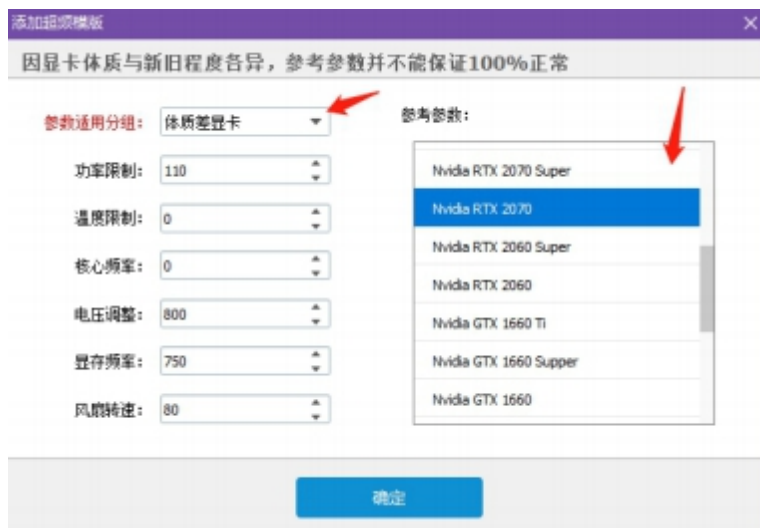 添加超频模版
因显卡体质与新旧程度各异，参考参数并不能保证100%正常
参数适用分组：
体质差显卡
功率限制：
110
温度限制：
0
核心频率：
0
电压调整：
800
显存频率：
750
风扇转速：
80
参考参数：
Nvidia RTX 2070 Super
Nvidia RTX 2070
Nvidia RTX 2060 Super
Nvidia RTX 2060
Nvidia GTX 1660 Ti
Nvidia GTX 1660 Supper
Nvidia GTX 1660
确定